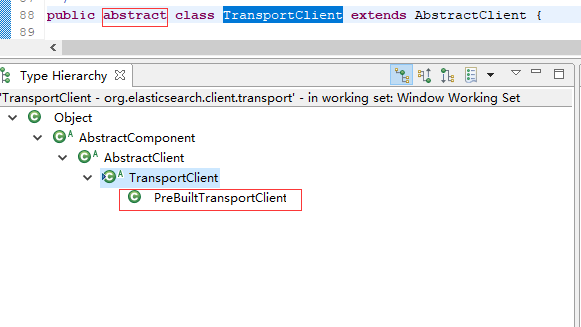 88 public abstract class TransportClient extends AbstractClient {
89
Type Hierarchy
'TransportClient - org.elasticsearch.client.transport' - in working set: Window Working Set
Object
AbstractComponent
AbstractClient
TransportClient
PreBuiltTransportClient